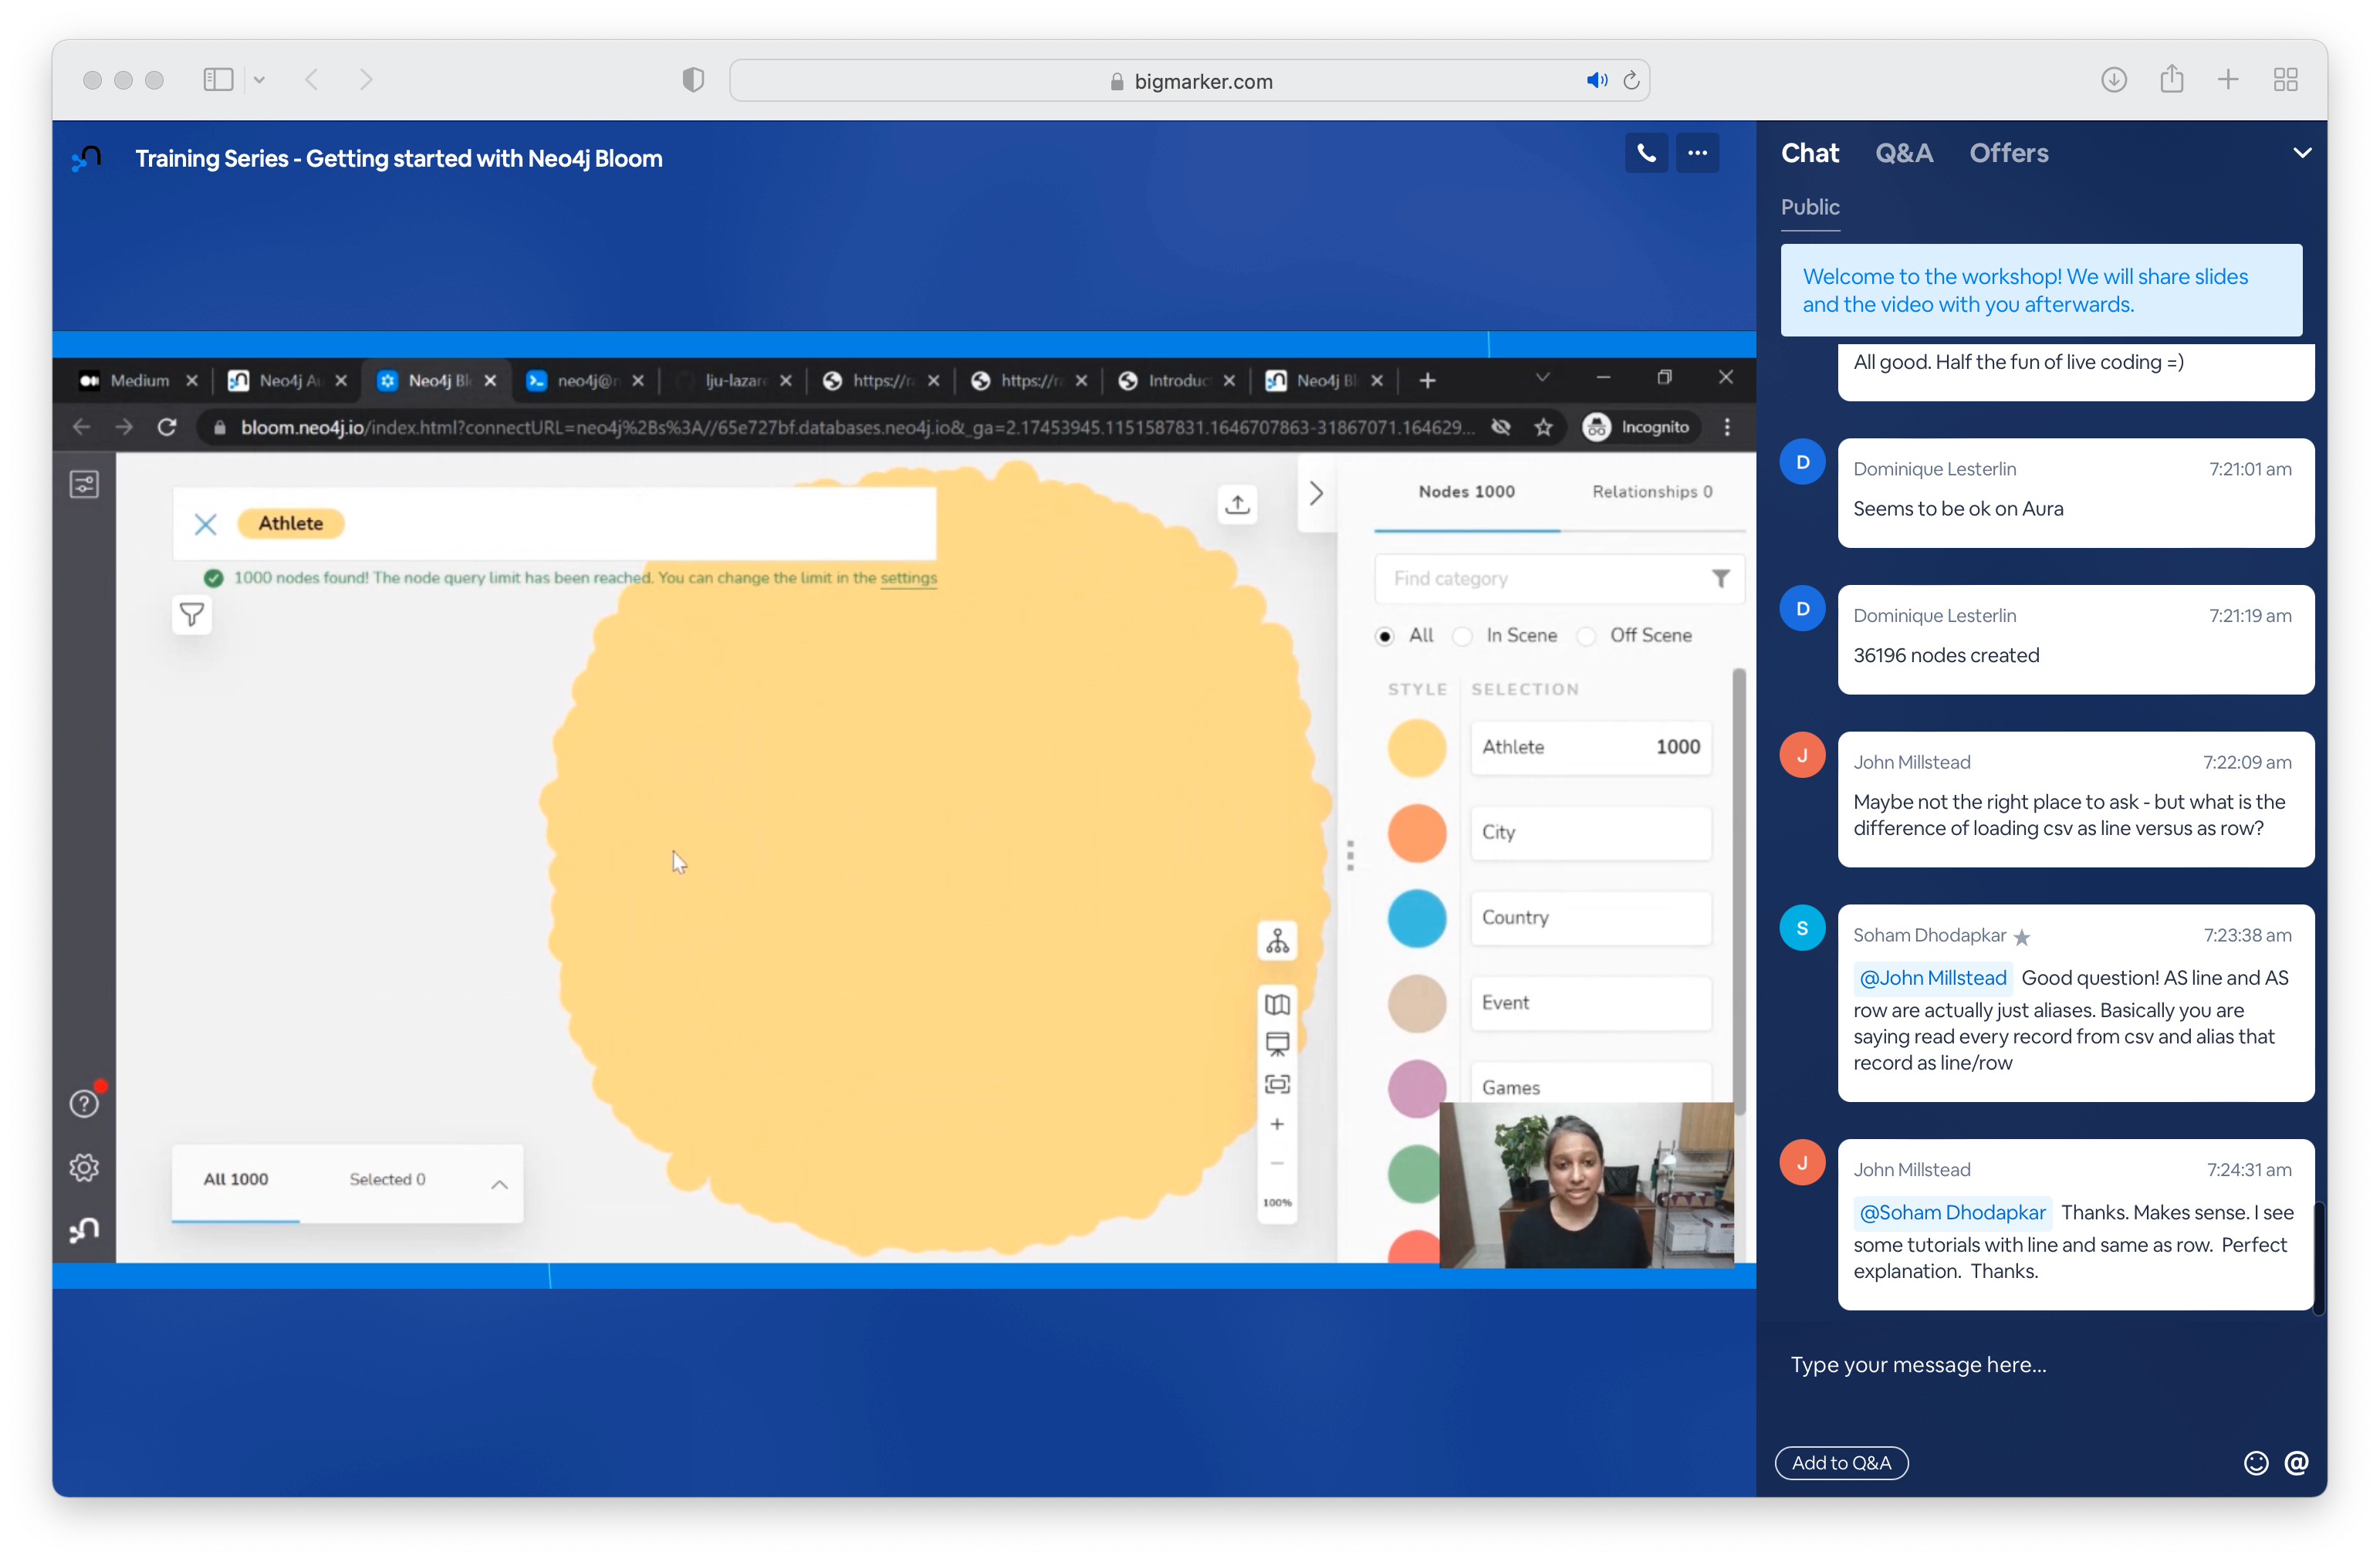 bigmarker.com
Training Series - Getting started with Neo4j Bloom
Medium
Neo4j Au
Neo4j Bl
neo4j@n
lju-lazare
https://r
https://r
Introduc
Neo4j Bl
bloom.neo4j.io/index.html?connectURL=neo4j%2Bs%3A//65e727bf.databases.neo4j.io&_ga=2.17453945.1151587831.1646707863-31867071.164629...
Incognito
Athlete
1000 nodes found! The node query limit has been reached. You can change the limit in the settings
All 1000
Selected 0
100%
Nodes 1000
Relationships 0
Find category
All
In Scene
Off Scene
STYLE
SELECTION
Athlete 1000
City
Country
Event
Games
Chat
Q&A
Offers
Public
Welcome to the workshop! We will share slides
and the video with you afterwards.
All good. Half the fun of live coding =)
D
Dominique Lesterlin 7:21:01 am
Seems to be ok on Aura
D
Dominique Lesterlin 7:21:19 am
36196 nodes created
J
John Millstead 7:22:09 am
Maybe not the right place to ask - but what is the
difference of loading csv as line versus as row?
S
Soham Dhodapkar 7:23:38 am
@John Millstead Good question! AS line and AS
row are actually just aliases. Basically you are
saying read every record from csv and alias that
record as line/row
J
John Millstead 7:24:31 am
@Soham Dhodapkar Thanks. Makes sense. I see
some tutorials with line and same as row. Perfect
explanation. Thanks.
Type your message here...
Add to Q&A
@